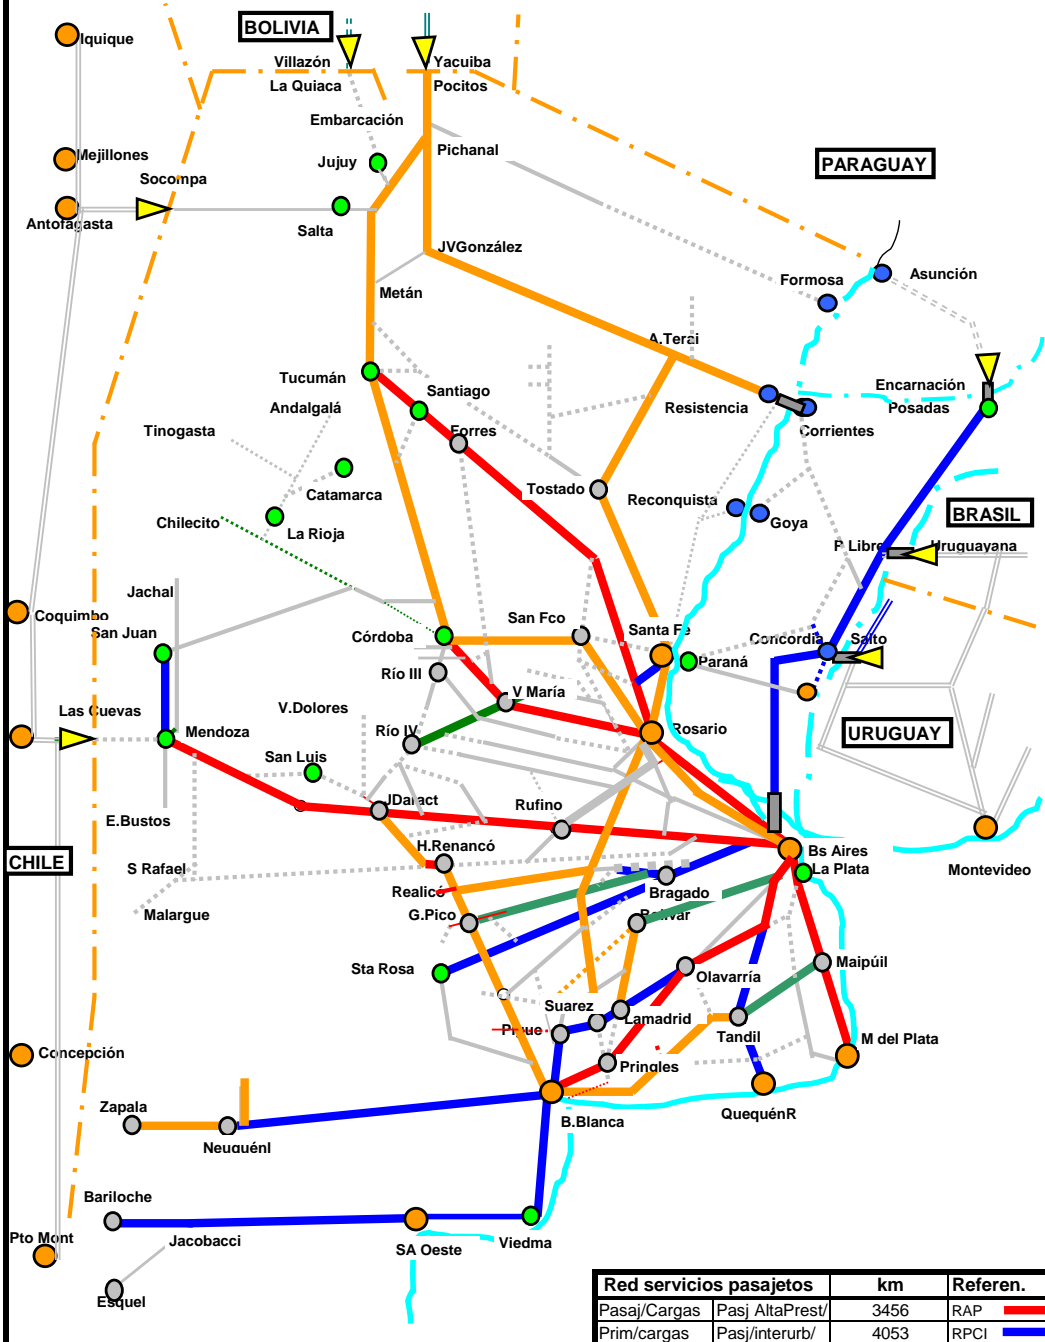 Iquique
BOLIVIA
Villazón
Yacuiba
La Quiaca
Pocitos
Embarcación
Mejillones
Jujuy
Pichanal
PARAGUAY
Socompa
Antofagasta
Salta
JVGonzález
Formosa
Asunción
Metán
A.Terai
Tucumán
Santiago
Encarnación
Andalgalá
Resistencia
Posadas
Tinogasta
Forres
Corrientes
Catamarca
Tostado
Reconquista
Chilecito
La Rioja
Goya
BRASIL
P Libre
Uruguayana
Jachal
Coquimbo
San Juan
Córdoba
San Fco
Santa Fe
Concordia
Salto
Paraná
Río III
V María
Las Cuevas
V.Dolores
Mendoza
Río IV
Rosario
URUGUAY
San Luis
JDaract
Rufino
E.Bustos
H.Renancó
Bs Aires
CHILE
S Rafael
La Plata
Montevideo
Realicó
Bragado
Malargue
G.Pico
Bolivar
Sta Rosa
Olavarría
Maipúil
Suarez
Lamadrid
Pigue
Tandil
M del Plata
Concepción
Pringles
Zapala
B.Blanca
QuequénR
Neuquénl
Bariloche
Pto Mont
Jacobacci
SA Oeste
Viedma
Esquel
Red servicios pasajetos km Referen.
Pasaj/Cargas Pasj AltaPrest/ 3456 RAP
Prim/cargas Pasj/interurb/ 4053 RPCI